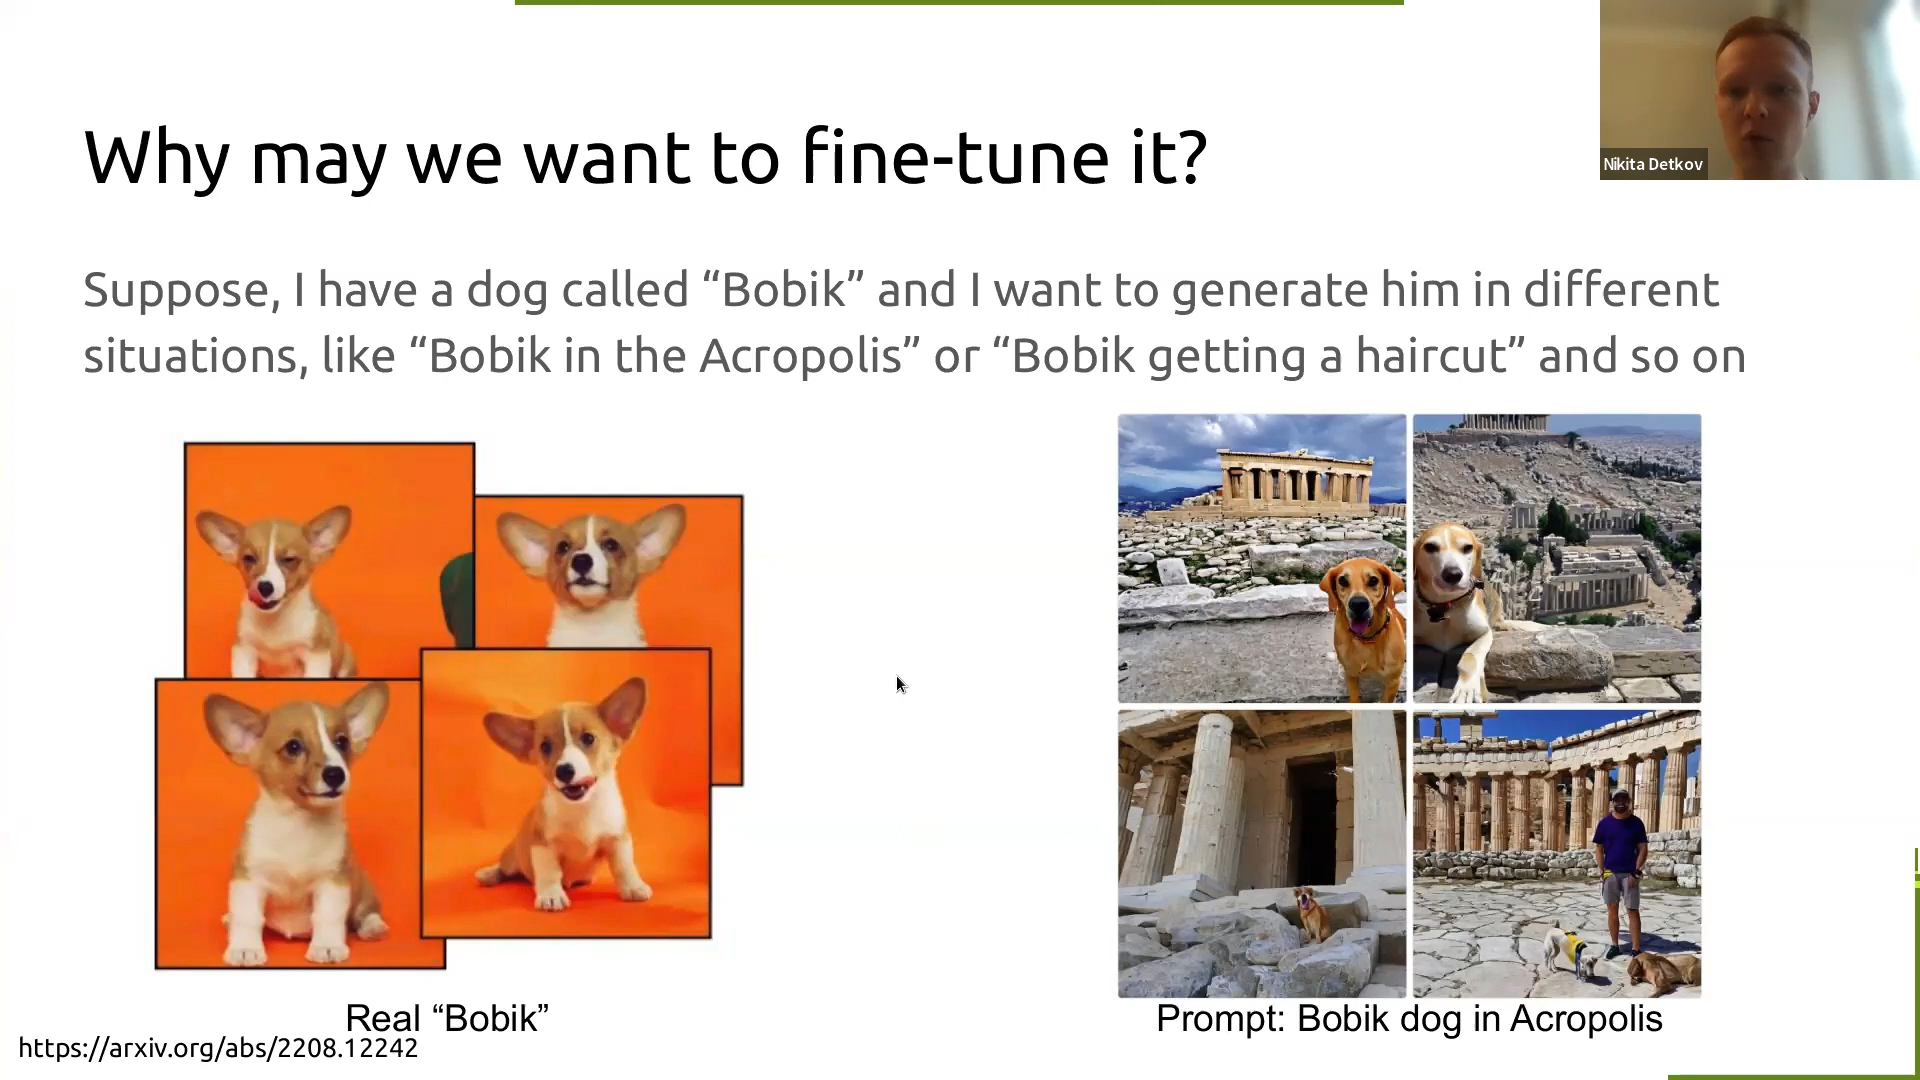 Why may we want to fine-tune it?
Nikita Detkov
Suppose, I have a dog called “Bobik” and I want to generate him in different
situations, like “Bobik in the Acropolis” or “Bobik getting a haircut” and so on
Real “Bobik”
Prompt: Bobik dog in Acropolis
https://arxiv.org/abs/2208.12242